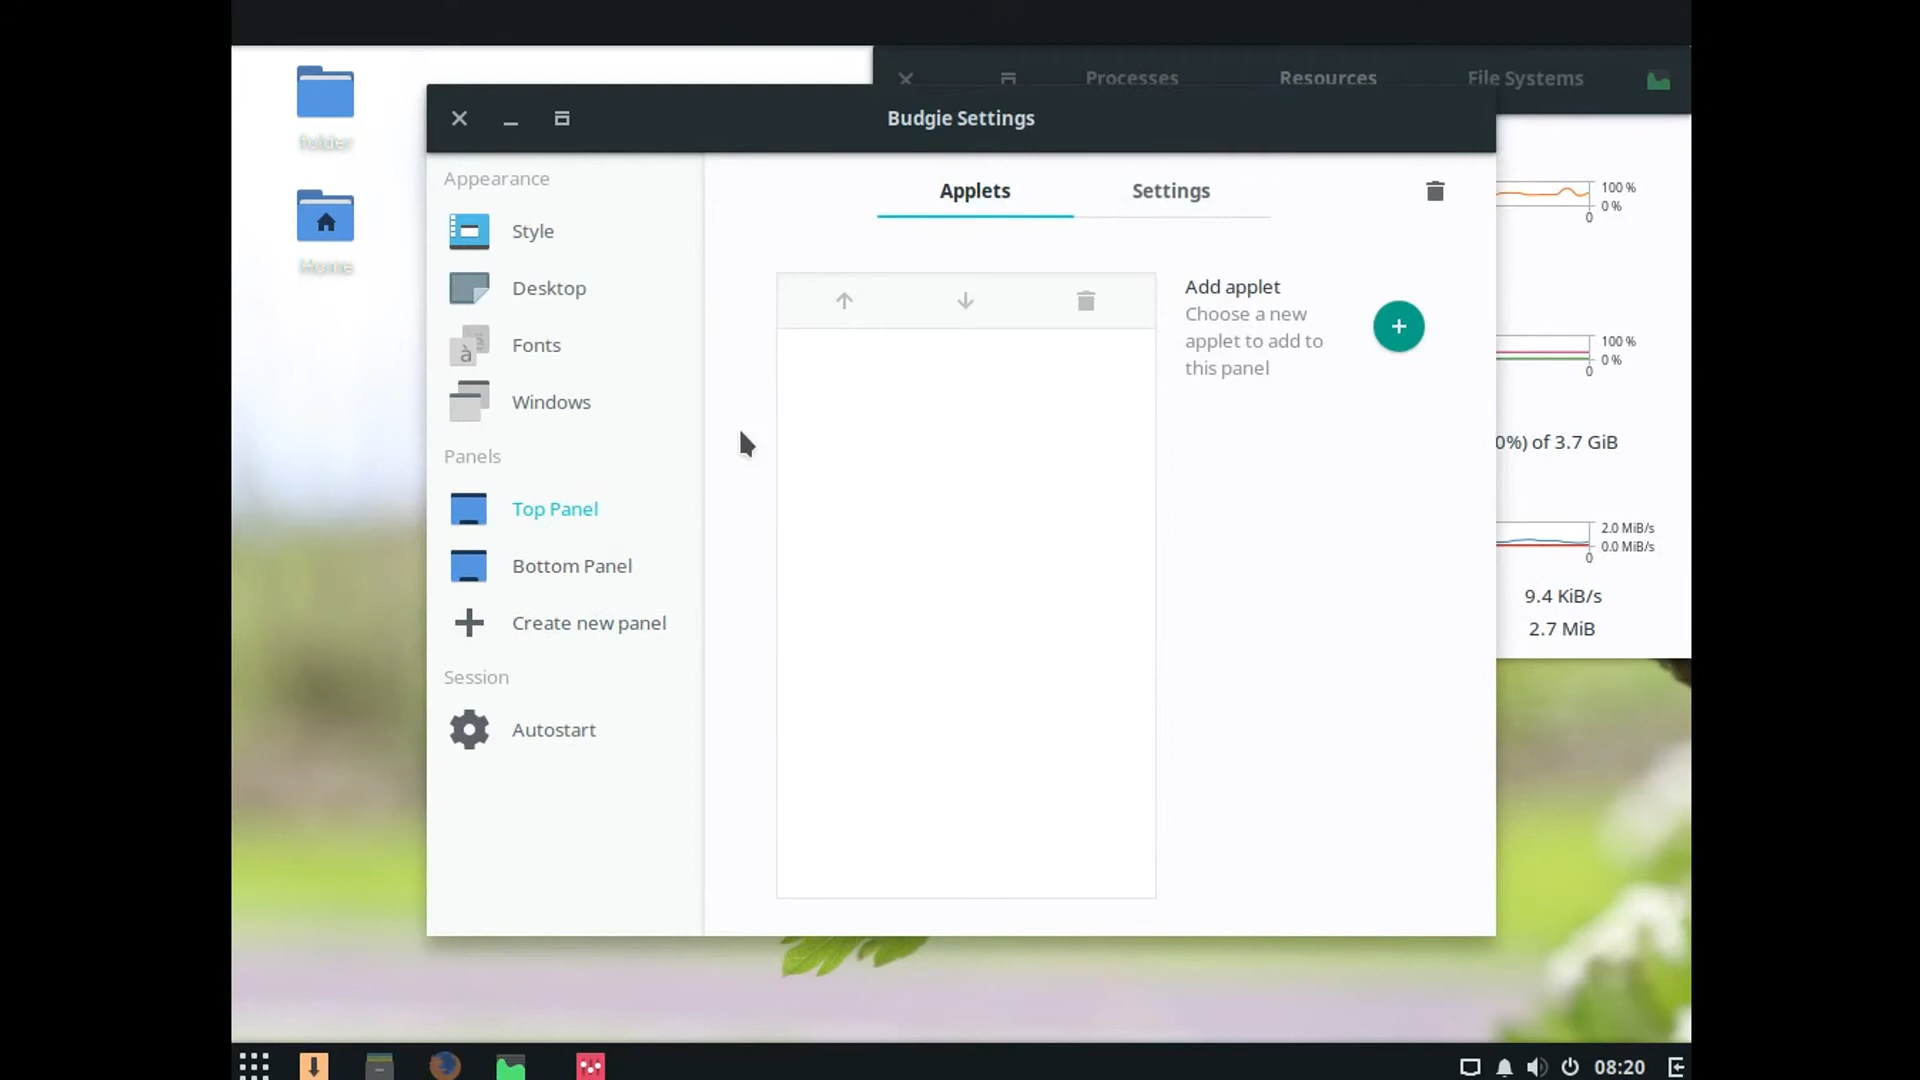 Processes Resources File Systems
Budgie Settings
folder
Home
Appearance
Style
Desktop
Fonts
Windows
Panels
Top Panel
Bottom Panel
Create new panel
Session
Autostart
Applets Settings
Add applet
Choose a new
applet to add to
this panel
100 %
0 %
0
100 %
0 %
0
0%) of 3.7 GiB
2.0 MiB/s
0.0 MiB/s
0
9.4 KiB/s
2.7 MiB
08:20